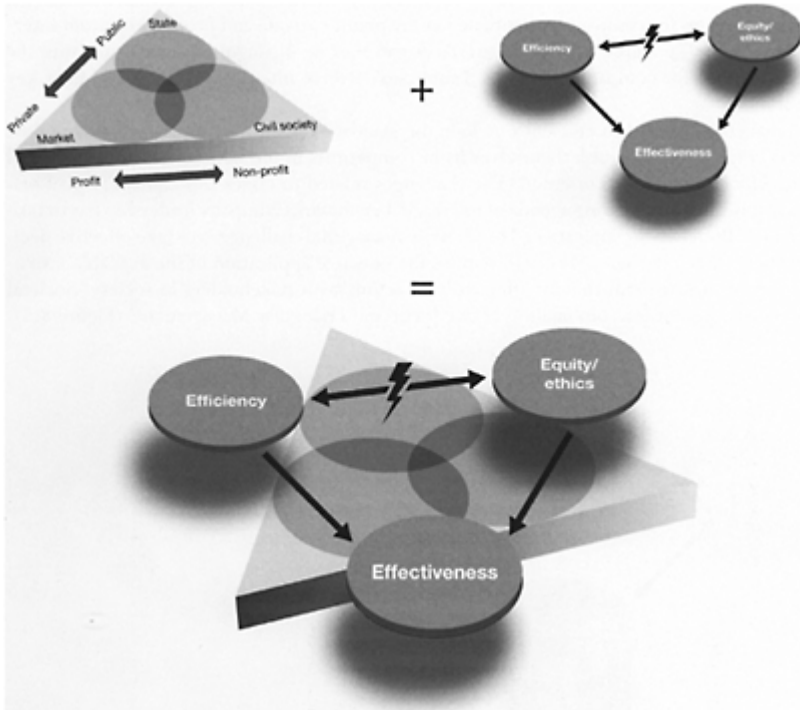 State
Public
Private
Market
Civil society
Profit
Non-profit
+
Efficiency
Equity/
ethics
Effectiveness
=
Efficiency
Equity/
ethics
Effectiveness